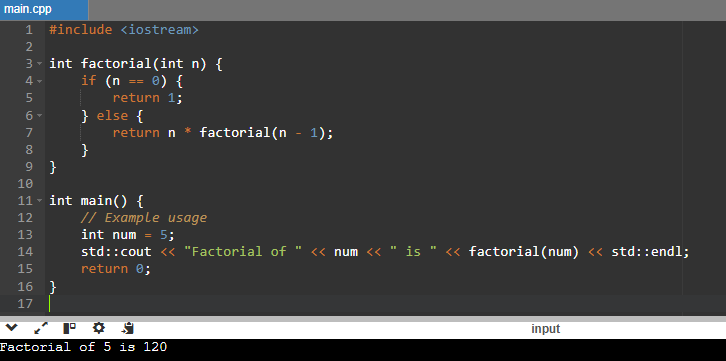 main.cpp
1 #include <iostream>
2
3 int factorial(int n) {
4     if (n == 0) {
5         return 1;
6     } else {
7         return n * factorial(n - 1);
8     }
9 }
10
11 int main() {
12     // Example usage
13     int num = 5;
14     std::cout << "Factorial of " << num << " is " << factorial(num) << std::endl;
15     return 0;
16 }
17
input
Factorial of 5 is 120